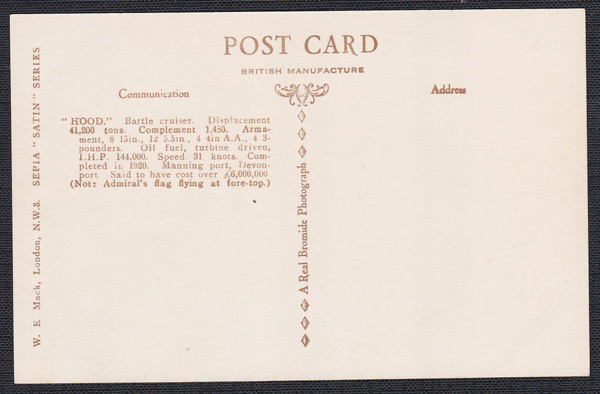 POST CARD
BRITISH MANUFACTURE
Communication
Address
"HOOD." Battle cruiser. Displacement
41,200 tons. Complement 1,485. Arma-
ment, 8 15in., 12 5.5in., 4 4in A.A., 4 3-
pounders. Oil fuel, turbine driven,
I.H.P. 144,000. Speed 31 knots. Com-
pleted in 1920. Manning port, Devon-
port. Said to have cost over £6,000,000
(Note Admiral's flag flying at fore-top.)
A Real Bromide Photograph
W. E. Mack, London, N.W.3. SEPIA "SATIN" SERIES